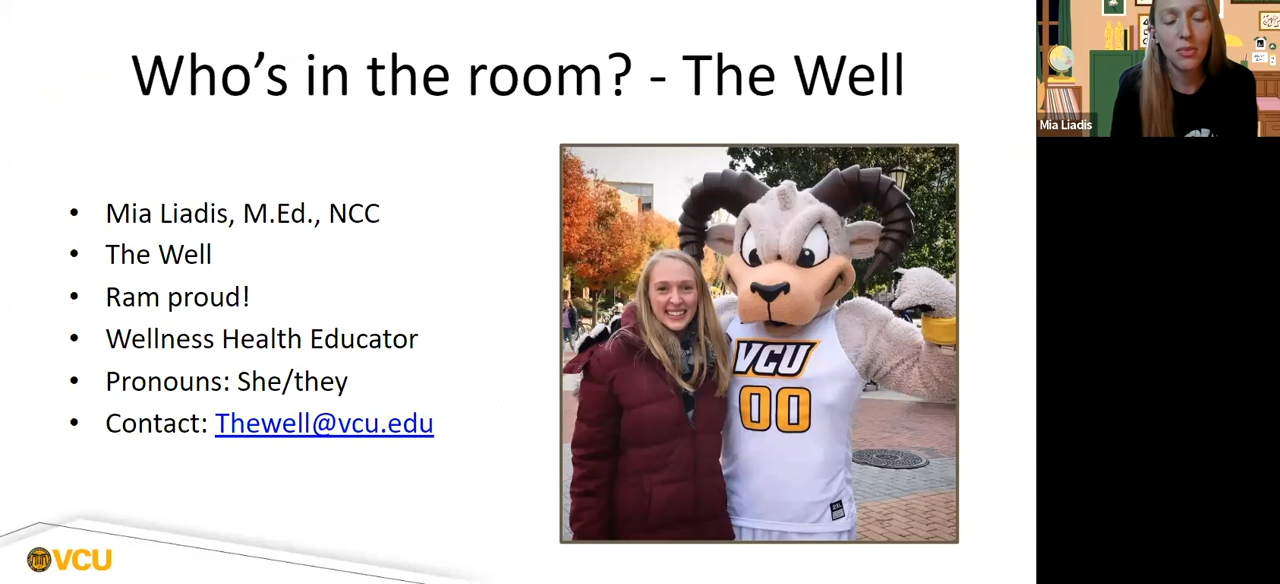 Who's in the room? - The Well
Mia Liadis
• Mia Liadis, M.Ed., NCC
• The Well
• Ram proud!
• Wellness Health Educator
• Pronouns: She/they
• Contact: Thewell@vcu.edu
VCU
00
VCU